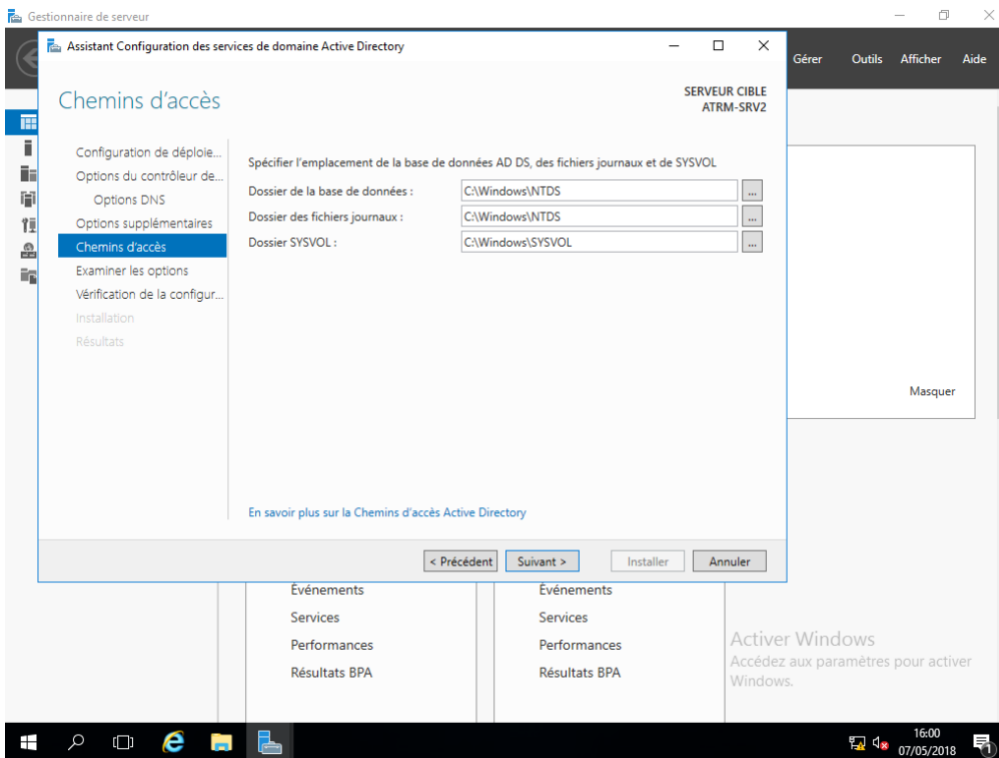 Gestionnaire de serveur
Assistant Configuration des services de domaine Active Directory
Gérer Outils Afficher Aide
Chemins d'accès
SERVEUR CIBLE
ATRM-SRV2
Configuration de déploie...
Options du contrôleur de...
Options DNS
Options supplémentaires
Chemins d'accès
Examiner les options
Vérification de la configur...
Installation
Résultats
Spécifier l'emplacement de la base de données AD DS, des fichiers journaux et de SYSVOL
Dossier de la base de données : C:\Windows\NTDS ...
Dossier des fichiers journaux : C:\Windows\NTDS ...
Dossier SYSVOL : C:\Windows\SYSVOL ...
Masquer
En savoir plus sur la Chemins d'accès Active Directory
< Précédent Suivant > Installer Annuler
Événements Événements
Services Services
Performances Performances
Résultats BPA Résultats BPA
Activer Windows
Accédez aux paramètres pour activer
Windows.
16:00
07/05/2018
1